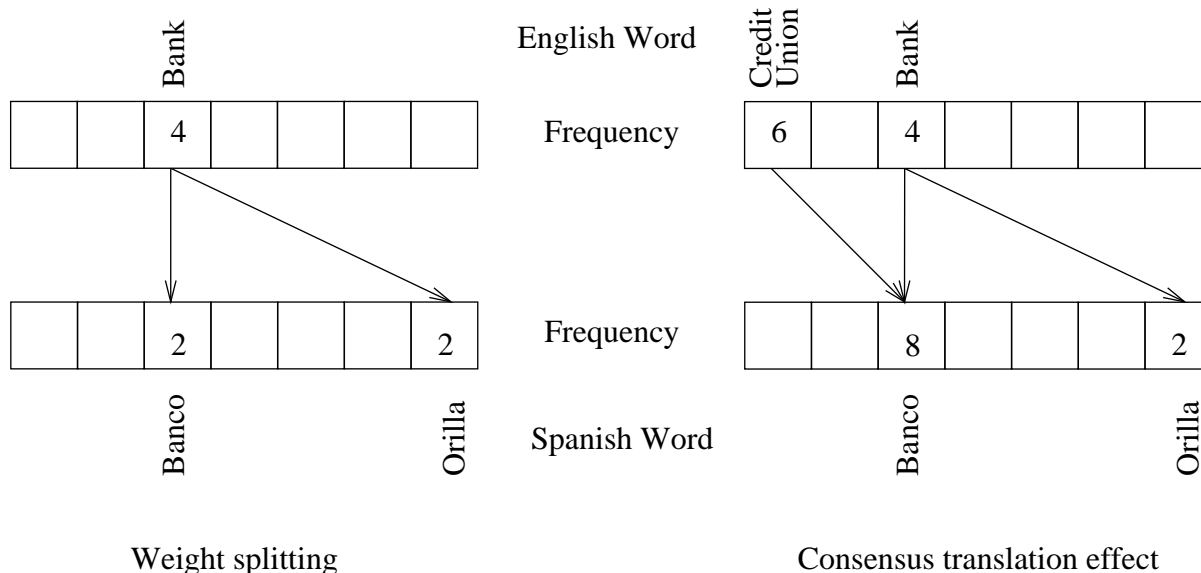 English Word
Bank
Credit
Union
Bank
4
Frequency
6
4
2
2
Frequency
8
2
Banco
Orilla
Spanish Word
Banco
Orilla
Weight splitting
Consensus translation effect